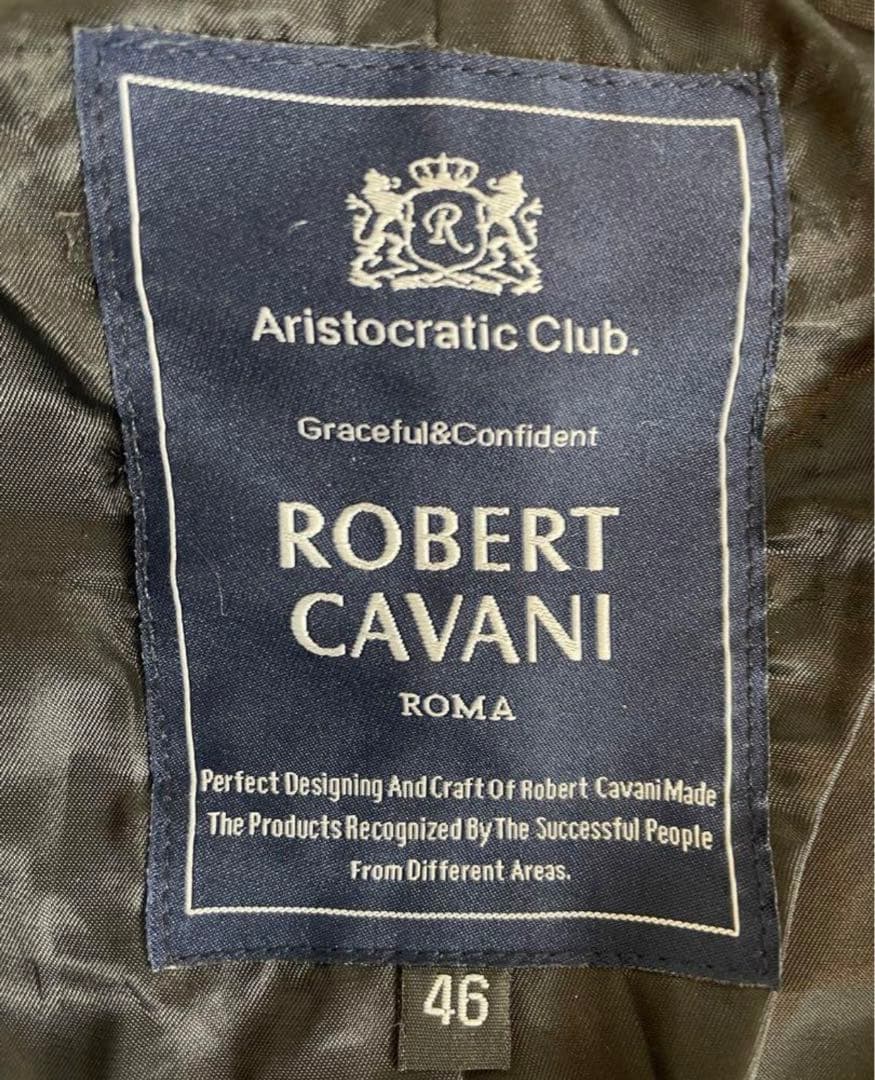 R
Aristocratic Club.
Graceful&Confident
ROBERT
CAVANI
ROMA
Perfect Designing And Craft Of Robert Cavani Made
The Products Recognized By The Successful People
From Different Areas.
46